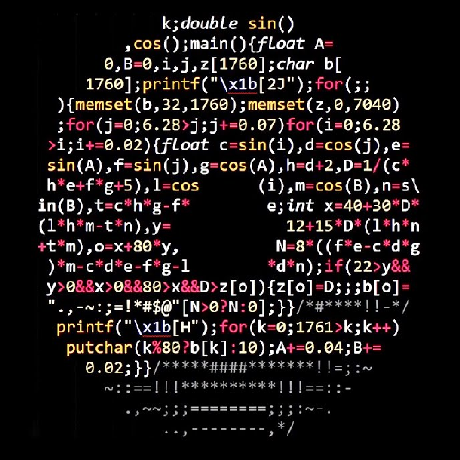 k;double sin()
,cos();main(){float A=
0,B=0,i,j,z[1760];char b[
1760];printf("\x1b[2J");for(;;
){memset(b,32,1760);memset(z,0,7040)
;for(j=0;6.28>j;j+=0.07)for(i=0;6.28
>i;i+=0.02){float c=sin(i),d=cos(j),e=
sin(A),f=sin(j),g=cos(A),h=d+2,D=1/(c*
h*e+f*g+5),l=cos (i),m=cos(B),n=s\
in(B),t=c*h*g-f* e;int x=40+30*D*
(l*h*m-t*n),y= 12+15*D*(l*h*n
+t*m),o=x+80*y, N=8*((f*e-c*d*g
)*m-c*d*e-f*g-l *d*n);if(22>y&&
y>0&&x>0&&80>x&&D>z[o]){z[o]=D;;;b[o]=
".,-~:;=!*#$@"[N>0?N:0];}}/*#****!!-*/
printf("\x1b[H");for(k=0;1761>k;k++)
putchar(k%80?b[k]:10);A+=0.04;B+=
0.02;}}/*****####*******!!=;:~
~::==!!!**********!!!==::-
.,~~;;;========;;;:~-.
..,--------,*/